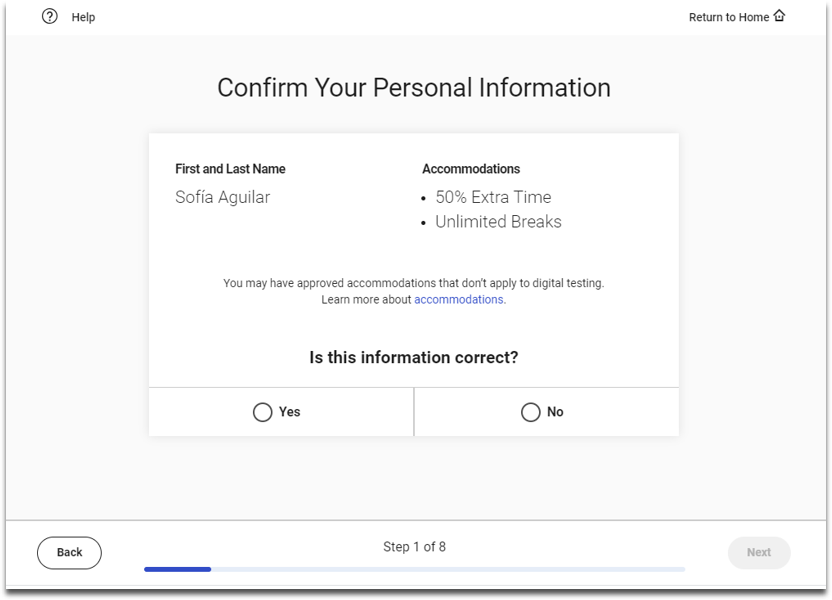 Help
Return to Home
Confirm Your Personal Information
First and Last Name
Sofía Aguilar
Accommodations
• 50% Extra Time
• Unlimited Breaks
You may have approved accommodations that don't apply to digital testing.
Learn more about accommodations.
Is this information correct?
Yes
No
Back
Step 1 of 8
Next